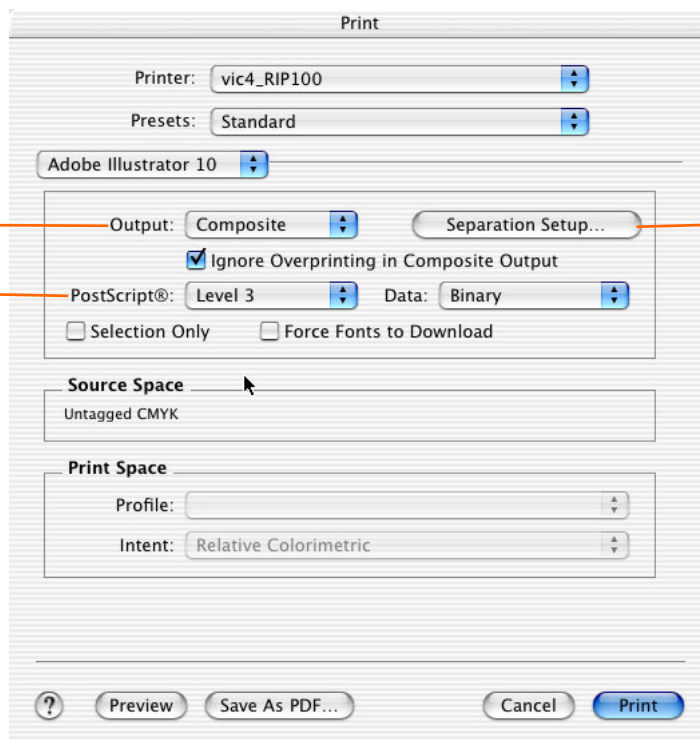 Print
Printer: vic4_RIP100
Presets: Standard
Adobe Illustrator 10
Output: Composite Separation Setup...
Ignore Overprinting in Composite Output
PostScript®: Level 3 Data: Binary
Selection Only Force Fonts to Download
Source Space
Untagged CMYK
Print Space
Profile:
Intent: Relative Colorimetric
? Preview Save As PDF... Cancel Print